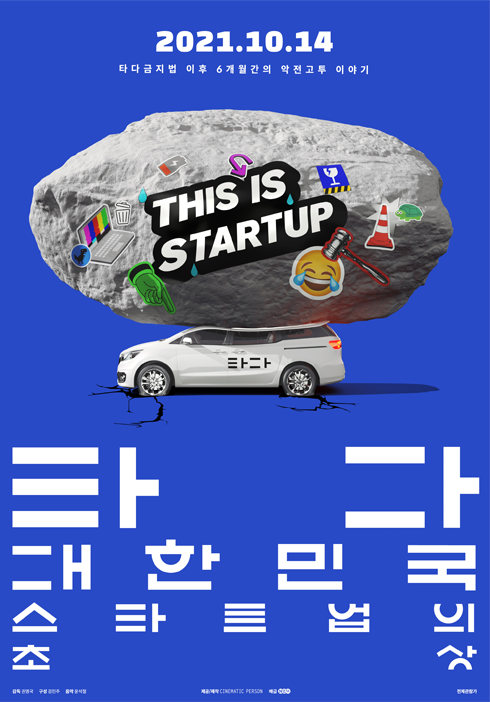 2021.10.14
타다금지법 이후 6개월간의 악전고투 이야기
THIS IS
STARTUP
타다
타다
대한민국
스타트업의
초상
감독 권명국 구성 김린주 음악 윤석철 제공/제작 CINEMATIC PERSON 배급 전체관람가